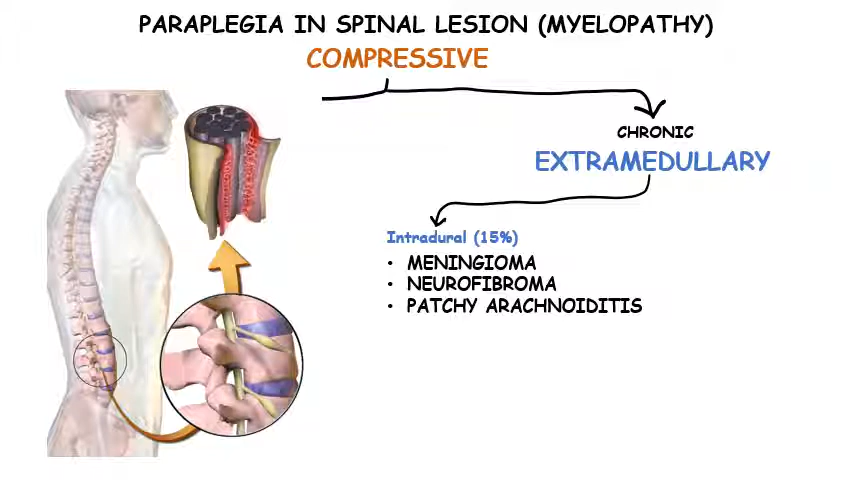 PARAPLEGIA IN SPINAL LESION (MYELOPATHY)
COMPRESSIVE
CHRONIC
EXTRAMEDULLARY
Intradural (15%)
• MENINGIOMA
• NEUROFIBROMA
• PATCHY ARACHNOIDITIS